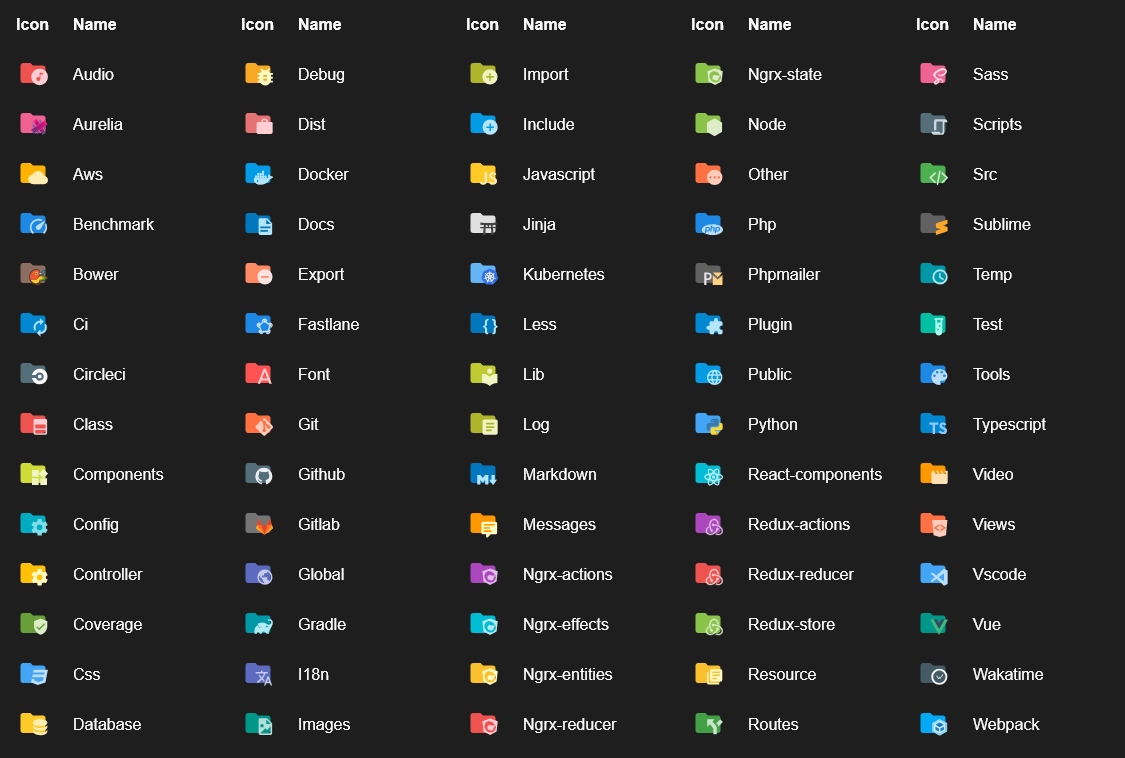 Icon Name Icon Name Icon Name Icon Name Icon Name
Audio Debug Import Ngrx-state Sass
Aurelia Dist Include Node Scripts
Aws Docker Javascript Other Src
Benchmark Docs Jinja Php Sublime
Bower Export Kubernetes Phpmailer Temp
Ci Fastlane Less Plugin Test
Circleci Font Lib Public Tools
Class Git Log Python Typescript
Components Github Markdown React-components Video
Config Gitlab Messages Redux-actions Views
Controller Global Ngrx-actions Redux-reducer Vscode
Coverage Gradle Ngrx-effects Redux-store Vue
Css I18n Ngrx-entities Resource Wakatime
Database Images Ngrx-reducer Routes Webpack